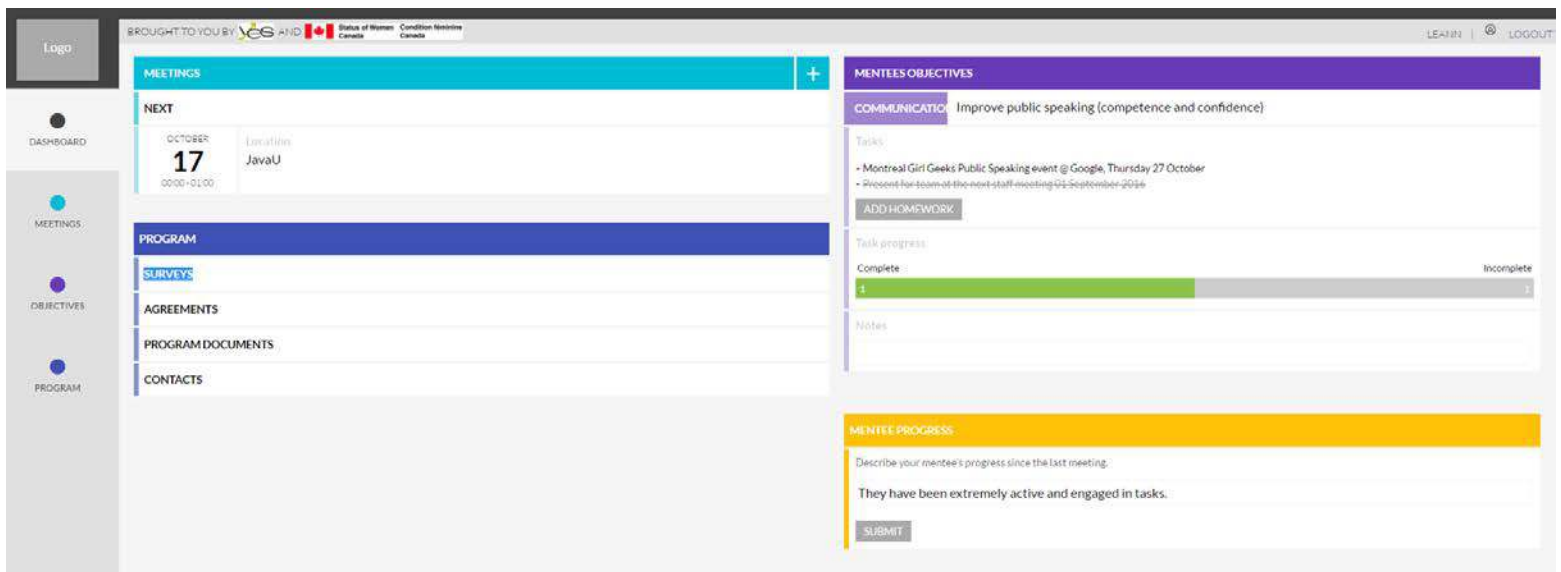 Logo
BROUGHT TO YOU BY YES AND Status of Women Canada Condition féminine Canada
LEANN | LOGOUT
DASHBOARD
MEETINGS
OBJECTIVES
PROGRAM
MEETINGS +
NEXT
OCTOBER
17
00:00-01:00
Location
JavaU
PROGRAM
SURVEYS
AGREEMENTS
PROGRAM DOCUMENTS
CONTACTS
MENTEES OBJECTIVES
COMMUNICATIO Improve public speaking (competence and confidence)
Tasks
- Montreal Girl Geeks Public Speaking event @ Google, Thursday 27 October
- Present for team at the next staff meeting 01 September 2016
ADD HOMEWORK
Task progress
Complete Incomplete
1 1
Notes
MENTEE PROGRESS
Describe your mentee's progress since the last meeting.
They have been extremely active and engaged in tasks.
SUBMIT